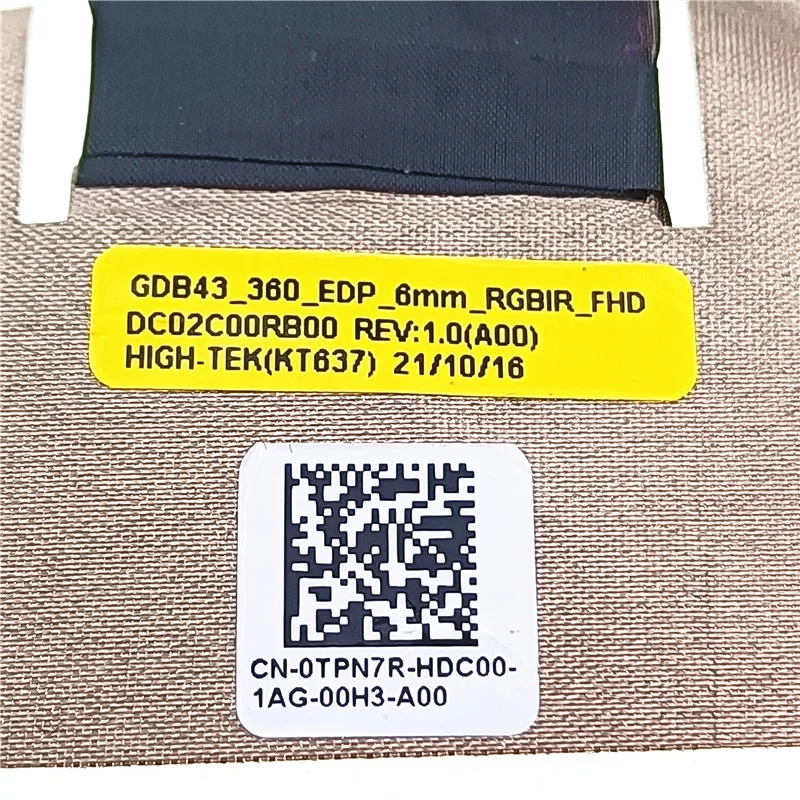 GDB43_360_EDP_6mm_RGBIR_FHD
DC02C00RB00 REV:1.0(A00)
HIGH-TEK(KT637) 21/10/16
CN-0TPN7R-HDC00-
1AG-00H3-A00